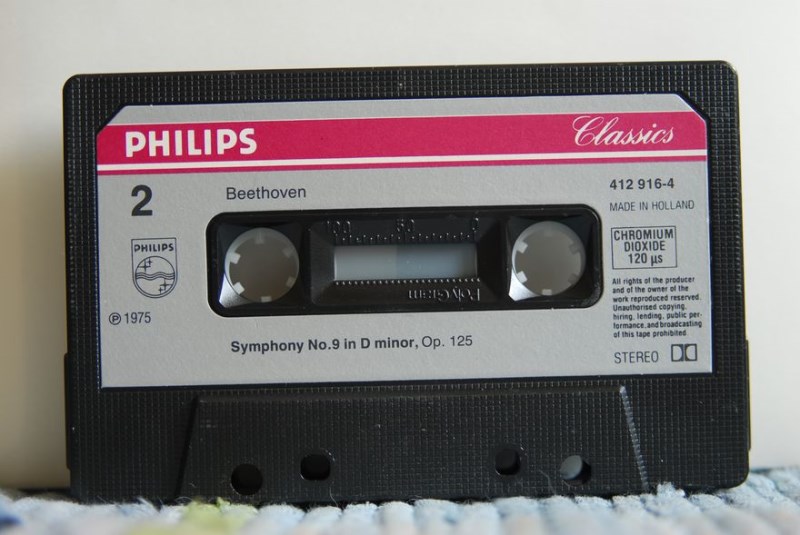 PHILIPS Classics
2
Beethoven
412 916-4
MADE IN HOLLAND
100 50 0
PHILIPS
CHROMIUM
DIOXIDE
120 µs
PolyGram
All rights of the producer
and of the owner of the
work reproduced reserved.
Unauthorised copying,
hiring, lending, public per-
formance, and broadcasting
of this tape prohibited.
℗ 1975
Symphony No.9 in D minor, Op. 125
STEREO